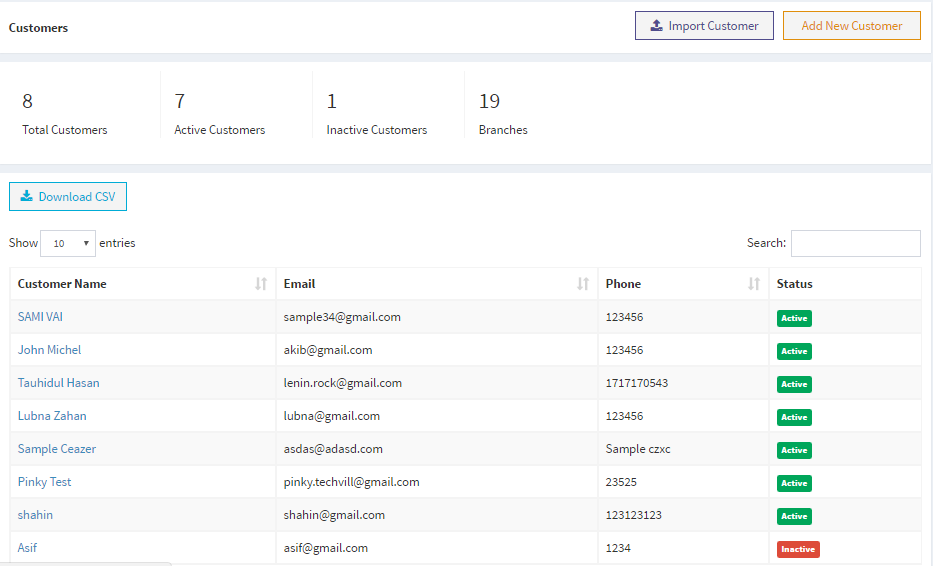 Customers
Import Customer
Add New Customer
8
7
1
19
Total Customers
Active Customers
Inactive Customers
Branches
Download CSV
Show 10 entries
Search:
Customer Name Email Phone Status
SAMI VAI sample34@gmail.com 123456 Active
John Michel akib@gmail.com 123456 Active
Tauhidul Hasan lenin.rock@gmail.com 1717170543 Active
Lubna Zahan lubna@gmail.com 123456 Active
Sample Ceazer asdas@adasd.com Sample czxc Active
Pinky Test pinky.techvill@gmail.com 23525 Active
shahin shahin@gmail.com 123123123 Active
Asif asif@gmail.com 1234 Inactive